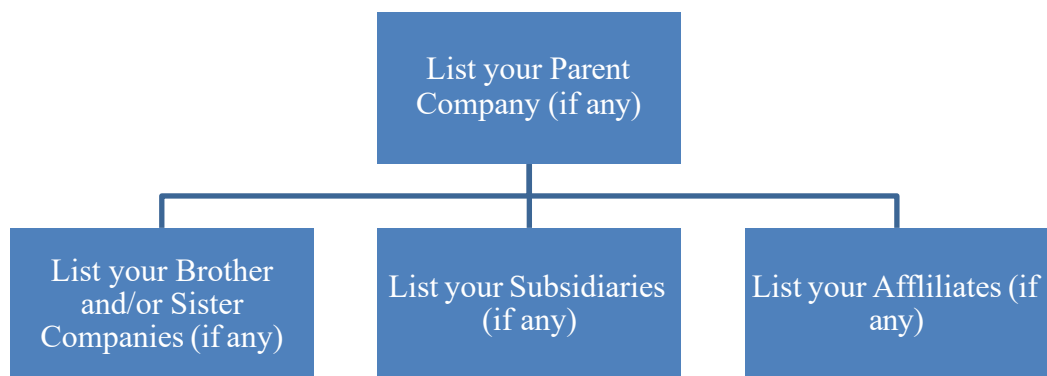 List your Parent
Company (if any)
List your Brother
and/or Sister
Companies (if any)
List your Subsidiaries
(if any)
List your Affliliates (if
any)